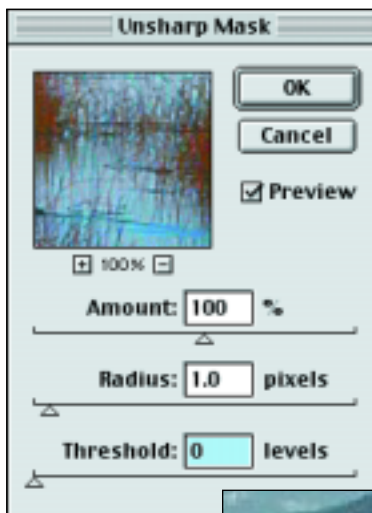 Unsharp Mask
OK
Cancel
Preview
+ 100% -
Amount: 100 %
Radius: 1.0 pixels
Threshold: 0 levels